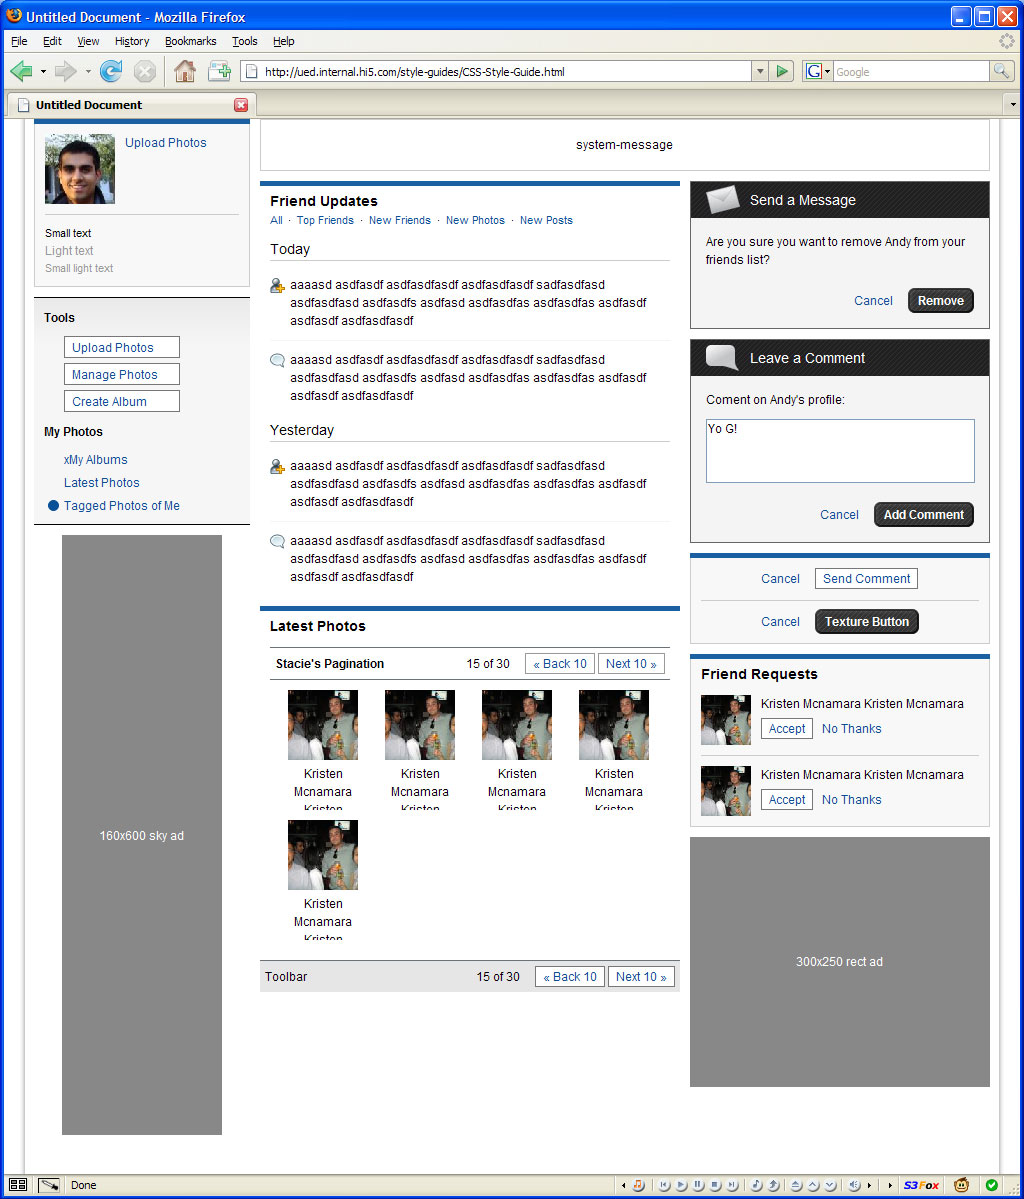 Untitled Document - Mozilla Firefox
File Edit View History Bookmarks Tools Help
http://ued.internal.hi5.com/style-guides/CSS-Style-Guide.html
G Google
Untitled Document
Upload Photos
Small text
Light text
Small light text
Tools
Upload Photos
Manage Photos
Create Album
My Photos
xMy Albums
Latest Photos
Tagged Photos of Me
160x600 sky ad
system-message
Friend Updates
All · Top Friends · New Friends · New Photos · New Posts
Today
aaaasd asdfasdf asdfasdfasdf asdfasdfasdf sadfasdfasd
asdfasdfasd asdfasdfs asdfasd asdfasdfas asdfasdfas asdfasdf
asdfasdf asdfasdfasdf
aaaasd asdfasdf asdfasdfasdf asdfasdfasdf sadfasdfasd
asdfasdfasd asdfasdfs asdfasd asdfasdfas asdfasdfas asdfasdf
asdfasdf asdfasdfasdf
Yesterday
aaaasd asdfasdf asdfasdfasdf asdfasdfasdf sadfasdfasd
asdfasdfasd asdfasdfs asdfasd asdfasdfas asdfasdfas asdfasdf
asdfasdf asdfasdfasdf
aaaasd asdfasdf asdfasdfasdf asdfasdfasdf sadfasdfasd
asdfasdfasd asdfasdfs asdfasd asdfasdfas asdfasdfas asdfasdf
asdfasdf asdfasdfasdf
Latest Photos
Stacie's Pagination 15 of 30 « Back 10 Next 10 »
Kristen Kristen Kristen Kristen
Mcnamara Mcnamara Mcnamara Mcnamara
Kristen Kristen Kristen Kristen
Kristen
Mcnamara
Kristen
Toolbar 15 of 30 « Back 10 Next 10 »
Send a Message
Are you sure you want to remove Andy from your
friends list?
Cancel Remove
Leave a Comment
Coment on Andy's profile:
Yo G!
Cancel Add Comment
Cancel Send Comment
Cancel Texture Button
Friend Requests
Kristen Mcnamara Kristen Mcnamara
Accept No Thanks
Kristen Mcnamara Kristen Mcnamara
Accept No Thanks
300x250 rect ad
Done
S3Fox